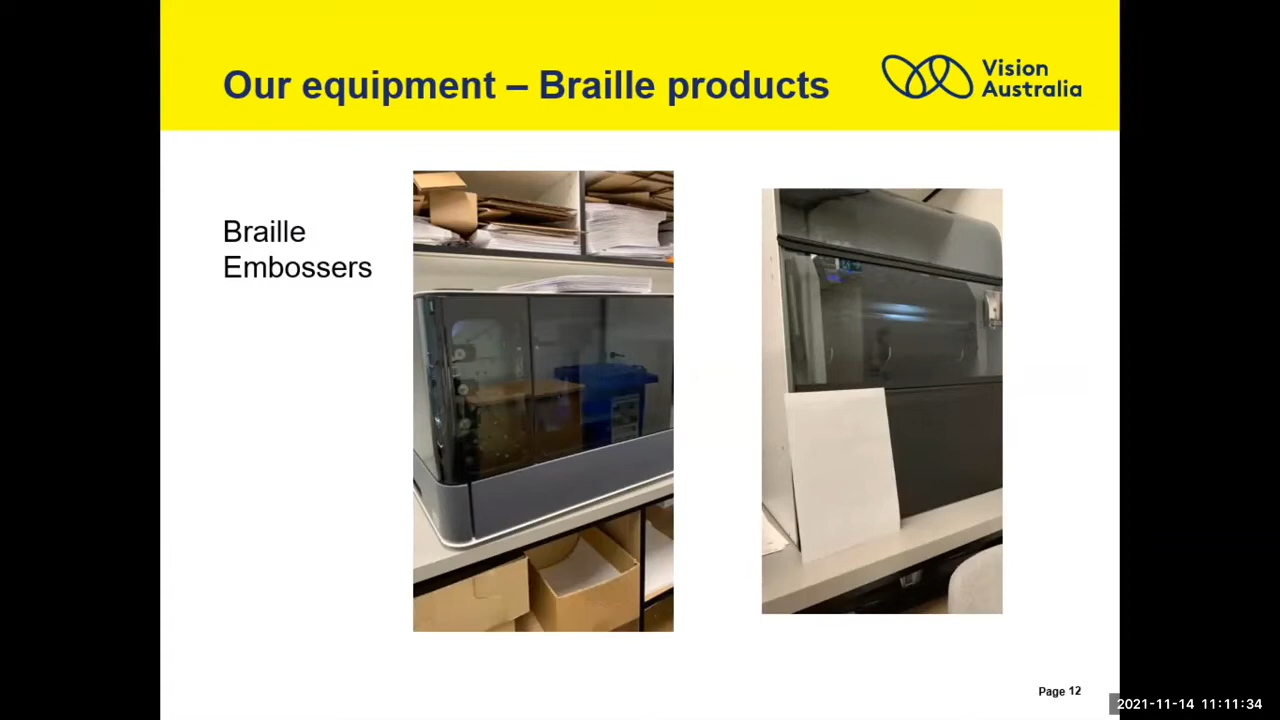 Our equipment – Braille products
Vision
Australia
Braille
Embossers
Page 12
2021-11-14 11:11:34